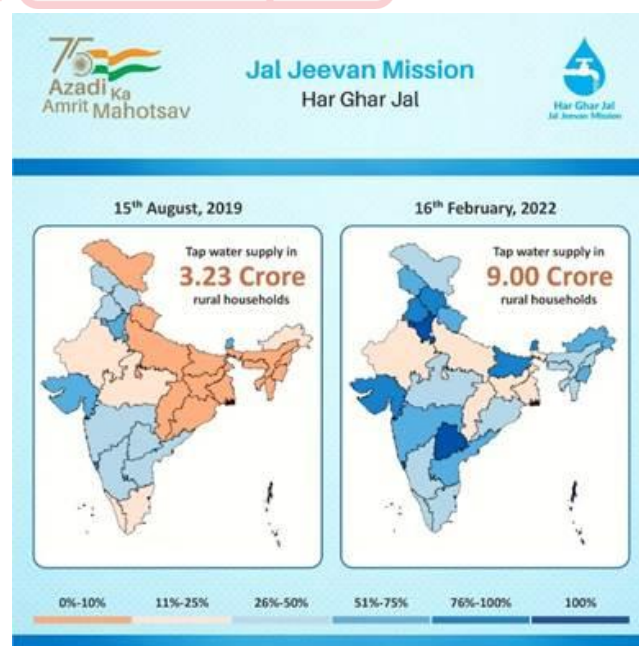 75
Azadi Ka
Amrit Mahotsav
Jal Jeevan Mission
Har Ghar Jal
Har Ghar Jal
Jal Jeevan Mission
15th August, 2019
Tap water supply in
3.23 Crore
rural households
16th February, 2022
Tap water supply in
9.00 Crore
rural households
0%-10% 11%-25% 26%-50% 51%-75% 76%-100% 100%